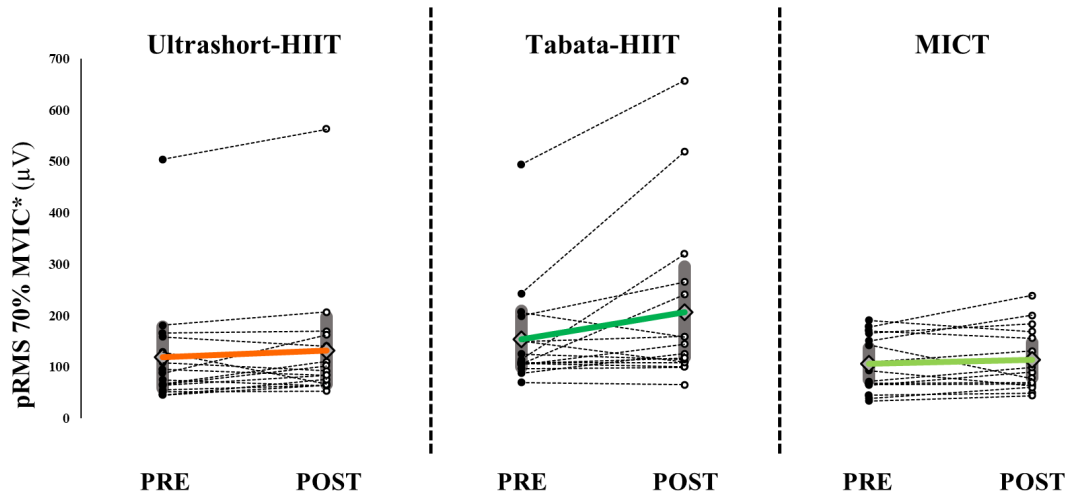 Ultrashort-HIIT
Tabata-HIIT
MICT
pRMS 70% MVIC* (µV)
700
600
500
400
300
200
100
0
PRE
POST
PRE
POST
PRE
POST